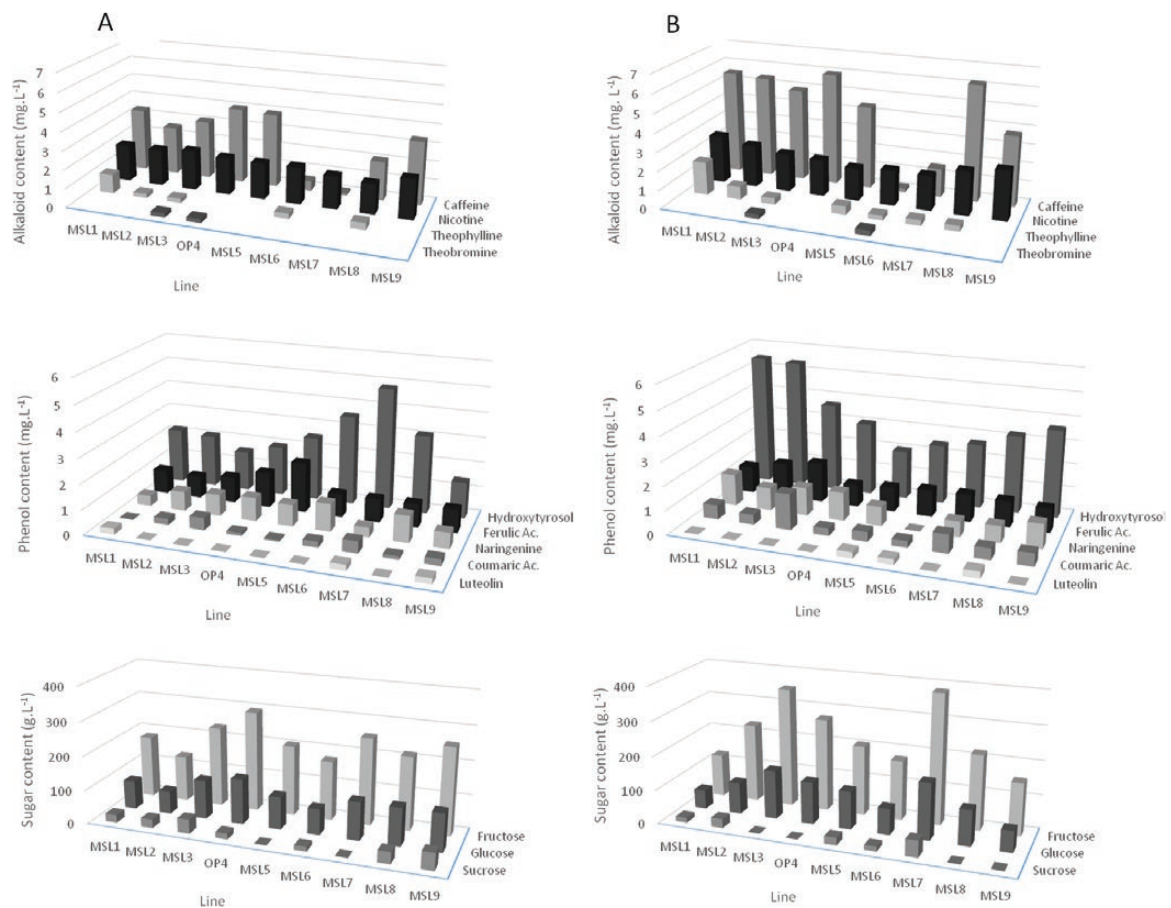 A
Alkaloid content (mg.L⁻¹)
7
6
5
4
3
2
1
0
MSL1
MSL2
MSL3
OP4
MSL5
MSL6
MSL7
MSL8
MSL9
Caffeine
Nicotine
Theophylline
Theobromine
Line
B
Alkaloid content (mg. L⁻¹)
7
6
5
4
3
2
1
0
MSL1
MSL2
MSL3
OP4
MSL5
MSL6
MSL7
MSL8
MSL9
Caffeine
Nicotine
Theophylline
Theobromine
Line
Phenol content (mg.L⁻¹)
6
5
4
3
2
1
0
MSL1
MSL2
MSL3
OP4
MSL5
MSL6
MSL7
MSL8
MSL9
Hydroxytyrosol
Ferulic Ac.
Naringenine
Coumaric Ac.
Luteolin
Line
Phenol content (mg.L⁻¹)
6
5
4
3
2
1
0
MSL1
MSL2
MSL3
OP4
MSL5
MSL6
MSL7
MSL8
MSL9
Hydroxytyrosol
Ferulic Ac.
Naringenine
Coumaric Ac.
Luteolin
Line
Sugar content (g.L⁻¹)
400
300
200
100
0
MSL1
MSL2
MSL3
OP4
MSL5
MSL6
MSL7
MSL8
MSL9
Fructose
Glucose
Sucrose
Line
Sugar content (g.L⁻¹)
400
300
200
100
0
MSL1
MSL2
MSL3
OP4
MSL5
MSL6
MSL7
MSL8
MSL9
Fructose
Glucose
Sucrose
Line